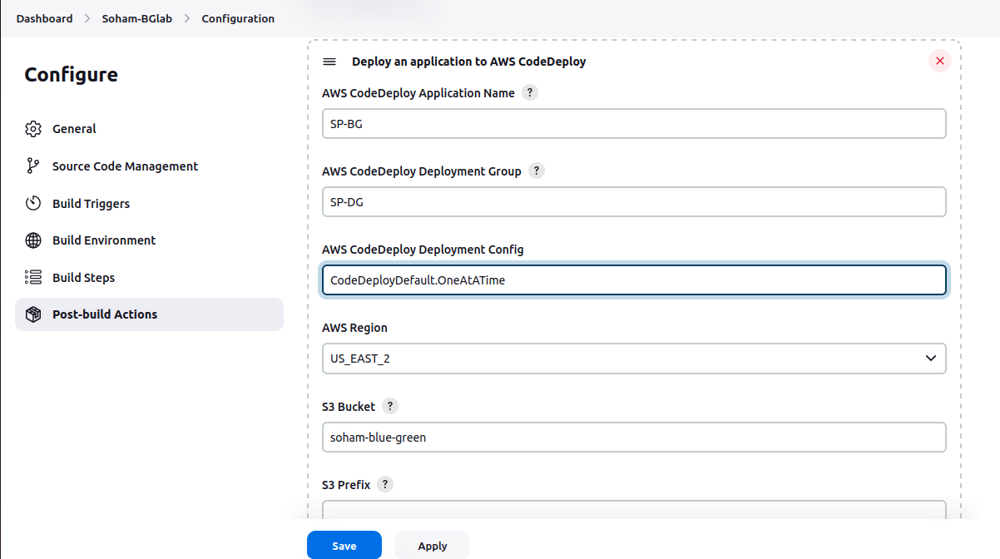 Dashboard > Soham-BGlab > Configuration
Configure
General
Source Code Management
Build Triggers
Build Environment
Build Steps
Post-build Actions
Deploy an application to AWS CodeDeploy
AWS CodeDeploy Application Name ?
SP-BG
AWS CodeDeploy Deployment Group ?
SP-DG
AWS CodeDeploy Deployment Config
CodeDeployDefault.OneAtATime
AWS Region
US_EAST_2
S3 Bucket ?
soham-blue-green
S3 Prefix ?
Save Apply